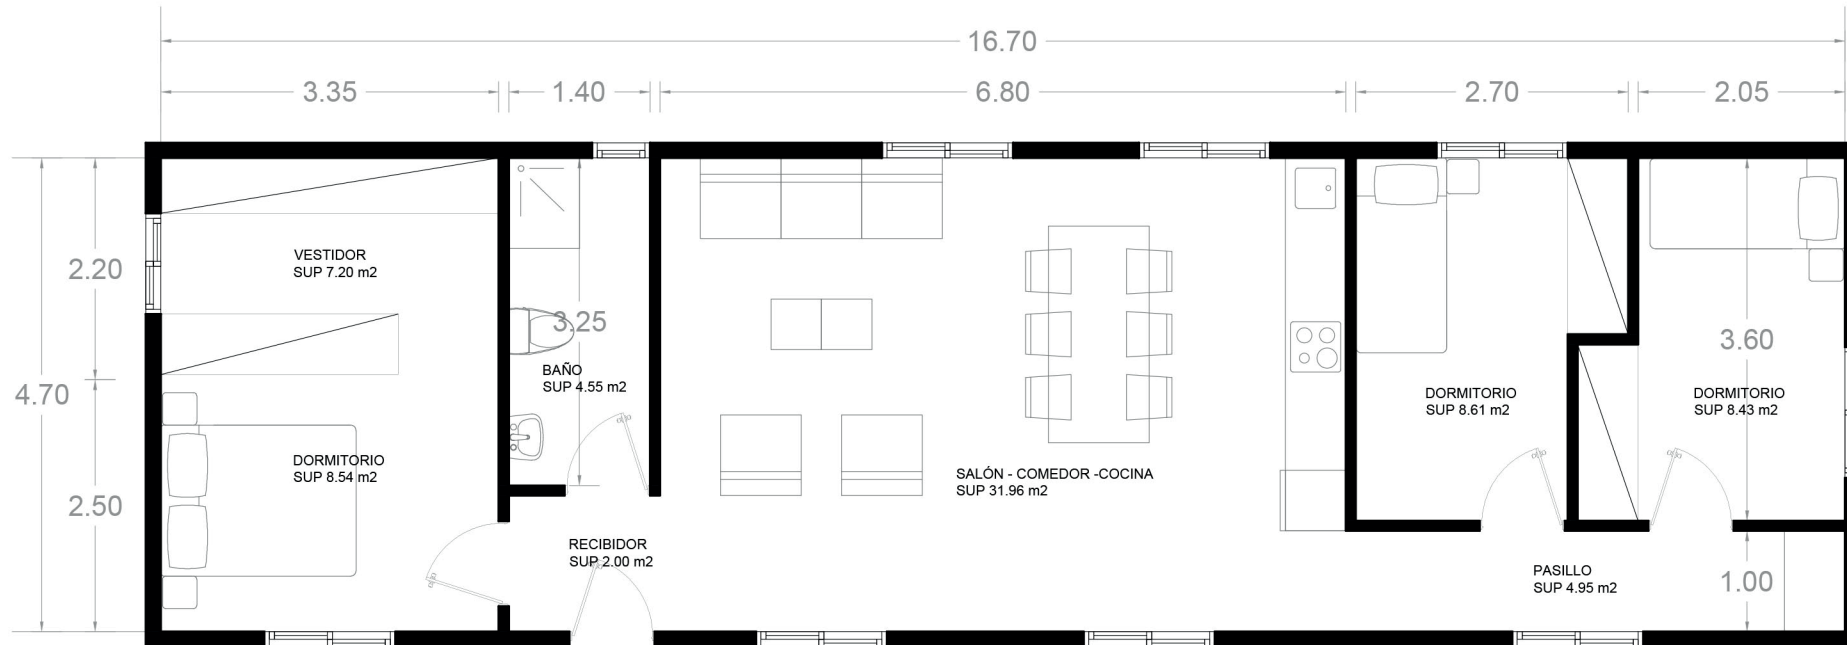 16.70
3.35
1.40
6.80
2.70
2.05
VESTIDOR
SUP 7.20 m2
2.20
3.25
3.60
BAÑO
SUP 4.55 m2
4.70
DORMITORIO
SUP 8.61 m2
DORMITORIO
SUP 8.43 m2
DORMITORIO
SUP 8.54 m2
SALÓN - COMEDOR -COCINA
SUP 31.96 m2
2.50
RECIBIDOR
SUP 2.00 m2
PASILLO
SUP 4.95 m2
1.00